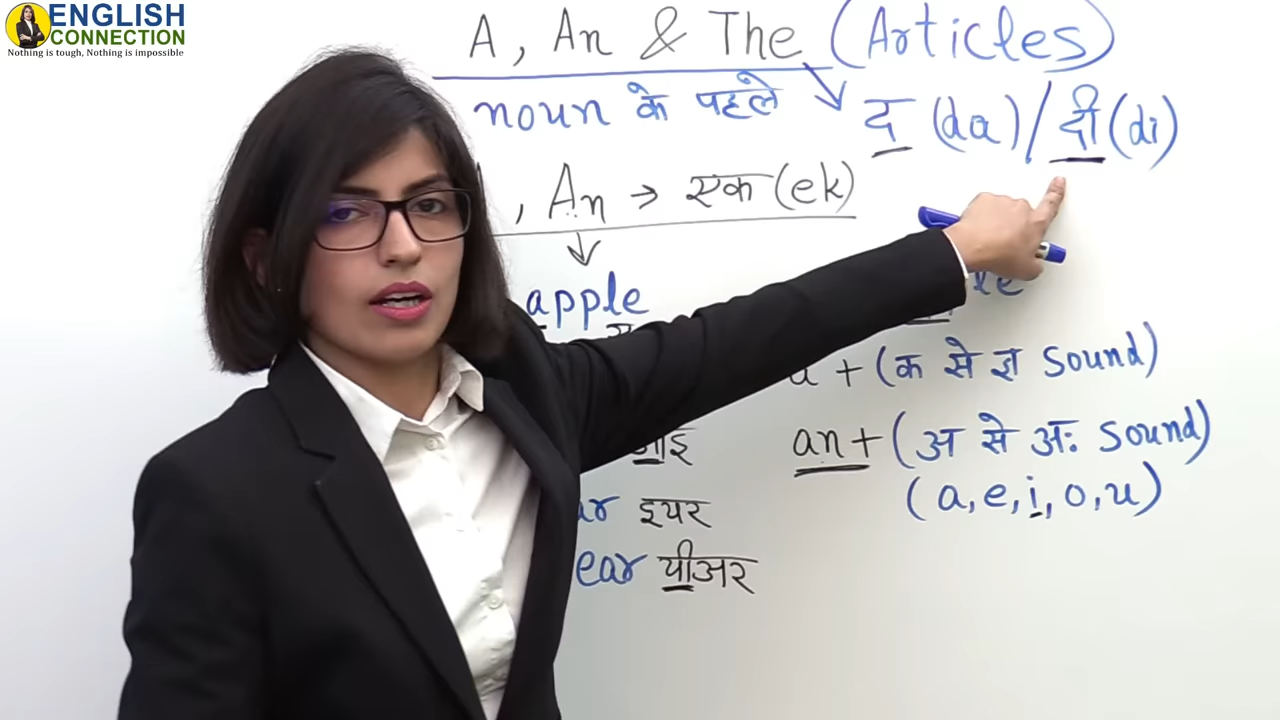 ENGLISH
CONNECTION
Nothing is tough, Nothing is impossible
A, An & The (Articles)
noun के पहले
द (da) / दी (di)
, An → एक (ek)
apple
a + (क से ज्ञ Sound)
an + (अ से अः Sound)
(a, e, i, o, u)
इयर
ear यीअर